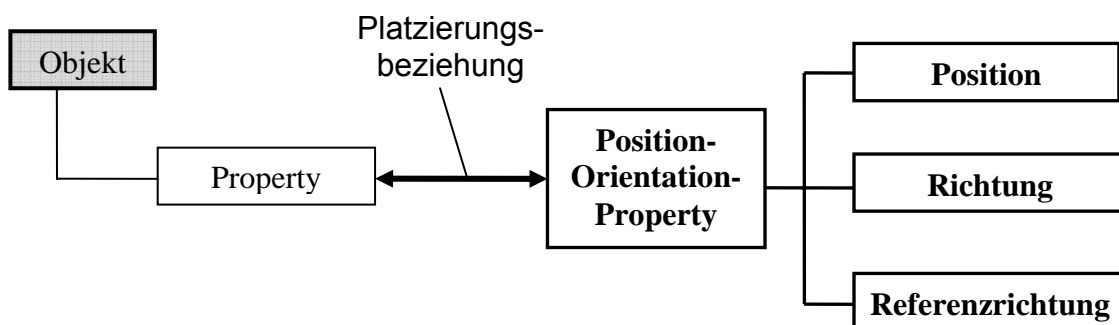 Platzierungs-
beziehung
Objekt
Property
Position-
Orientation-
Property
Position
Richtung
Referenzrichtung